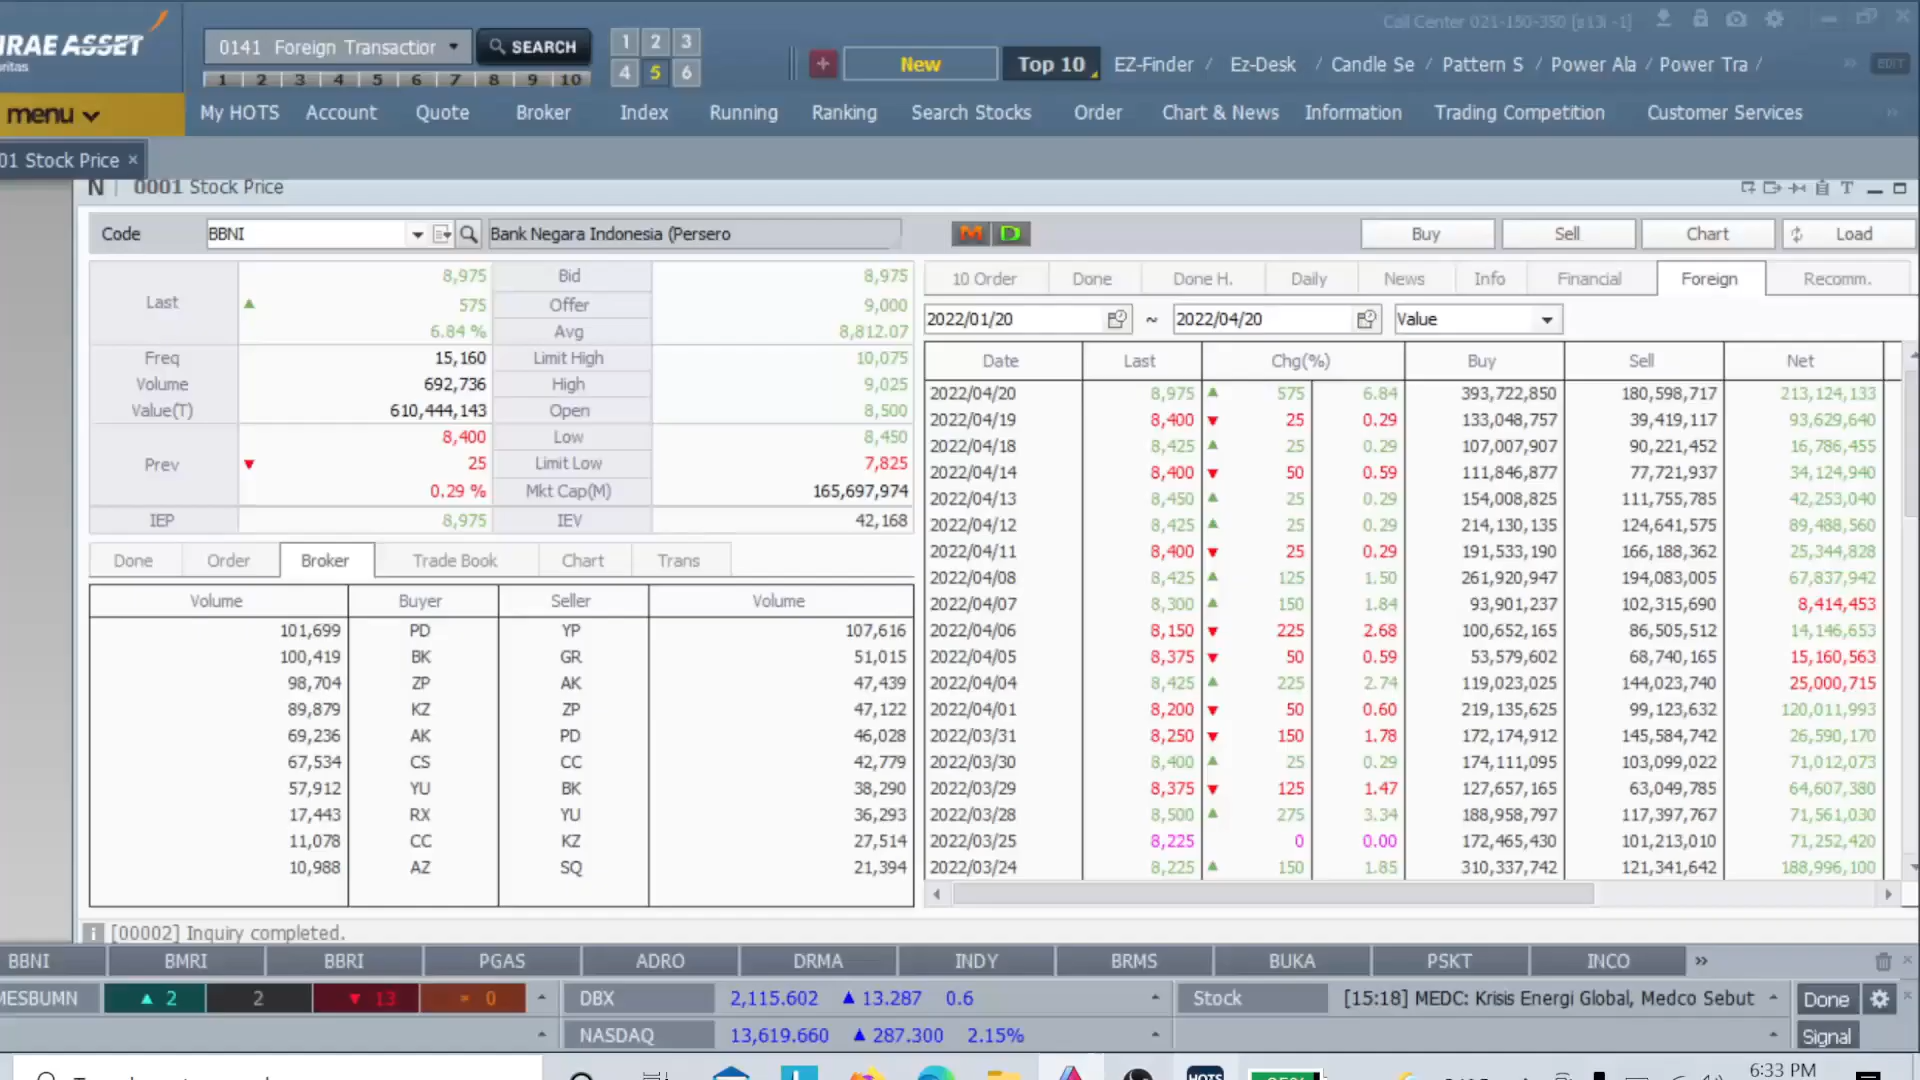 Call Center 021-150-350 [s13i -1]
RAE ASSET
0141 Foreign Transaction
SEARCH
1 2 3
4 5 6
1 2 3 4 5 6 7 8 9 10
New
Top 10
EZ-Finder / Ez-Desk / Candle Se / Pattern S / Power Ala / Power Tra /
EDIT
menu
My HOTS Account Quote Broker Index Running Ranking Search Stocks Order Chart & News Information Trading Competition Customer Services
01 Stock Price ×
N | 0001 Stock Price
Code BBNI Bank Negara Indonesia (Persero M D Buy Sell Chart Load
Last 8,975 Bid 8,975
▲ 575 Offer 9,000
6.84 % Avg 8,812.07
Freq 15,160 Limit High 10,075
Volume 692,736 High 9,025
Value(T) 610,444,143 Open 8,500
Prev 8,400 Low 8,450
▼ 25 Limit Low 7,825
0.29 % Mkt Cap(M) 165,697,974
IEP 8,975 IEV 42,168
Done Order Broker Trade Book Chart Trans
Volume Buyer Seller Volume
101,699 PD YP 107,616
100,419 BK GR 51,015
98,704 ZP AK 47,439
89,879 KZ ZP 47,122
69,236 AK PD 46,028
67,534 CS CC 42,779
57,912 YU BK 38,290
17,443 RX YU 36,293
11,078 CC KZ 27,514
10,988 AZ SQ 21,394
10 Order Done Done H. Daily News Info Financial Foreign Recomm.
2022/01/20 ~ 2022/04/20 Value
Date Last Chg(%) Buy Sell Net
2022/04/20 8,975 ▲ 575 6.84 393,722,850 180,598,717 213,124,133
2022/04/19 8,400 ▼ 25 0.29 133,048,757 39,419,117 93,629,640
2022/04/18 8,425 ▲ 25 0.29 107,007,907 90,221,452 16,786,455
2022/04/14 8,400 ▼ 50 0.59 111,846,877 77,721,937 34,124,940
2022/04/13 8,450 ▲ 25 0.29 154,008,825 111,755,785 42,253,040
2022/04/12 8,425 ▲ 25 0.29 214,130,135 124,641,575 89,488,560
2022/04/11 8,400 ▼ 25 0.29 191,533,190 166,188,362 25,344,828
2022/04/08 8,425 ▲ 125 1.50 261,920,947 194,083,005 67,837,942
2022/04/07 8,300 ▲ 150 1.84 93,901,237 102,315,690 8,414,453
2022/04/06 8,150 ▼ 225 2.68 100,652,165 86,505,512 14,146,653
2022/04/05 8,375 ▼ 50 0.59 53,579,602 68,740,165 15,160,563
2022/04/04 8,425 ▲ 225 2.74 119,023,025 144,023,740 25,000,715
2022/04/01 8,200 ▼ 50 0.60 219,135,625 99,123,632 120,011,993
2022/03/31 8,250 ▼ 150 1.78 172,174,912 145,584,742 26,590,170
2022/03/30 8,400 ▲ 25 0.29 174,111,095 103,099,022 71,012,073
2022/03/29 8,375 ▼ 125 1.47 127,657,165 63,049,785 64,607,380
2022/03/28 8,500 ▲ 275 3.34 188,958,797 117,397,767 71,561,030
2022/03/25 8,225 0 0.00 172,465,430 101,213,010 71,252,420
2022/03/24 8,225 ▲ 150 1.85 310,337,742 121,341,642 188,996,100
[00002] Inquiry completed.
BBNI BMRI BBRI PGAS ADRO DRMA INDY BRMS BUKA PSKT INCO »
MESBUMN ▲ 2 2 ▼ 13 = 0 DBX 2,115.602 ▲ 13.287 0.6 Stock [15:18] MEDC: Krisis Energi Global, Medco Sebut Done
NASDAQ 13,619.660 ▲ 287.300 2.15% Signal
HOTS
6:33 PM